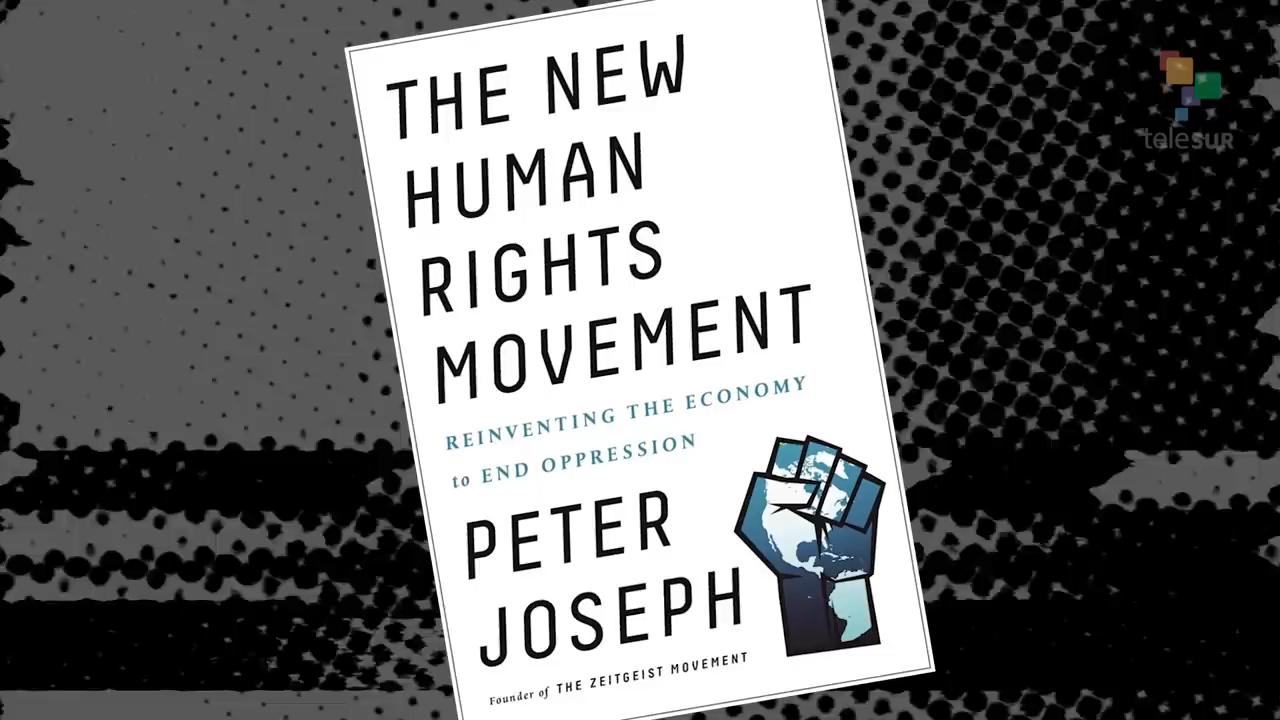 THE NEW
HUMAN
RIGHTS
MOVEMENT
REINVENTING THE ECONOMY
to END OPPRESSION
PETER
JOSEPH
Founder of THE ZEITGEIST MOVEMENT
teleSUR